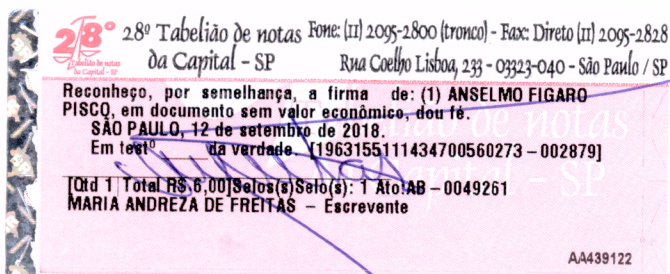 28º Tabelião de notas Fone: (11) 2095-2800 (tronco) - Fax: Direto (11) 2095-2828
da Capital - SP Rua Coelho Lisboa, 233 - 03323-040 - São Paulo / SP
28º
Tabelião de notas
da Capital - SP
Reconheço, por semelhança, a firma de: (1) ANSELMO FIGARO
PISCO, em documento sem valor econômico, dou fé.
SÃO PAULO, 12 de setembro de 2018.
Em testº ____ da verdade. [1963155111434700560273-002879]
[Qtd 1 Total R$ 6,00]Selos(s)Selo(s): 1 Ato:AB-0049261
MARIA ANDREZA DE FREITAS - Escrevente
AA439122